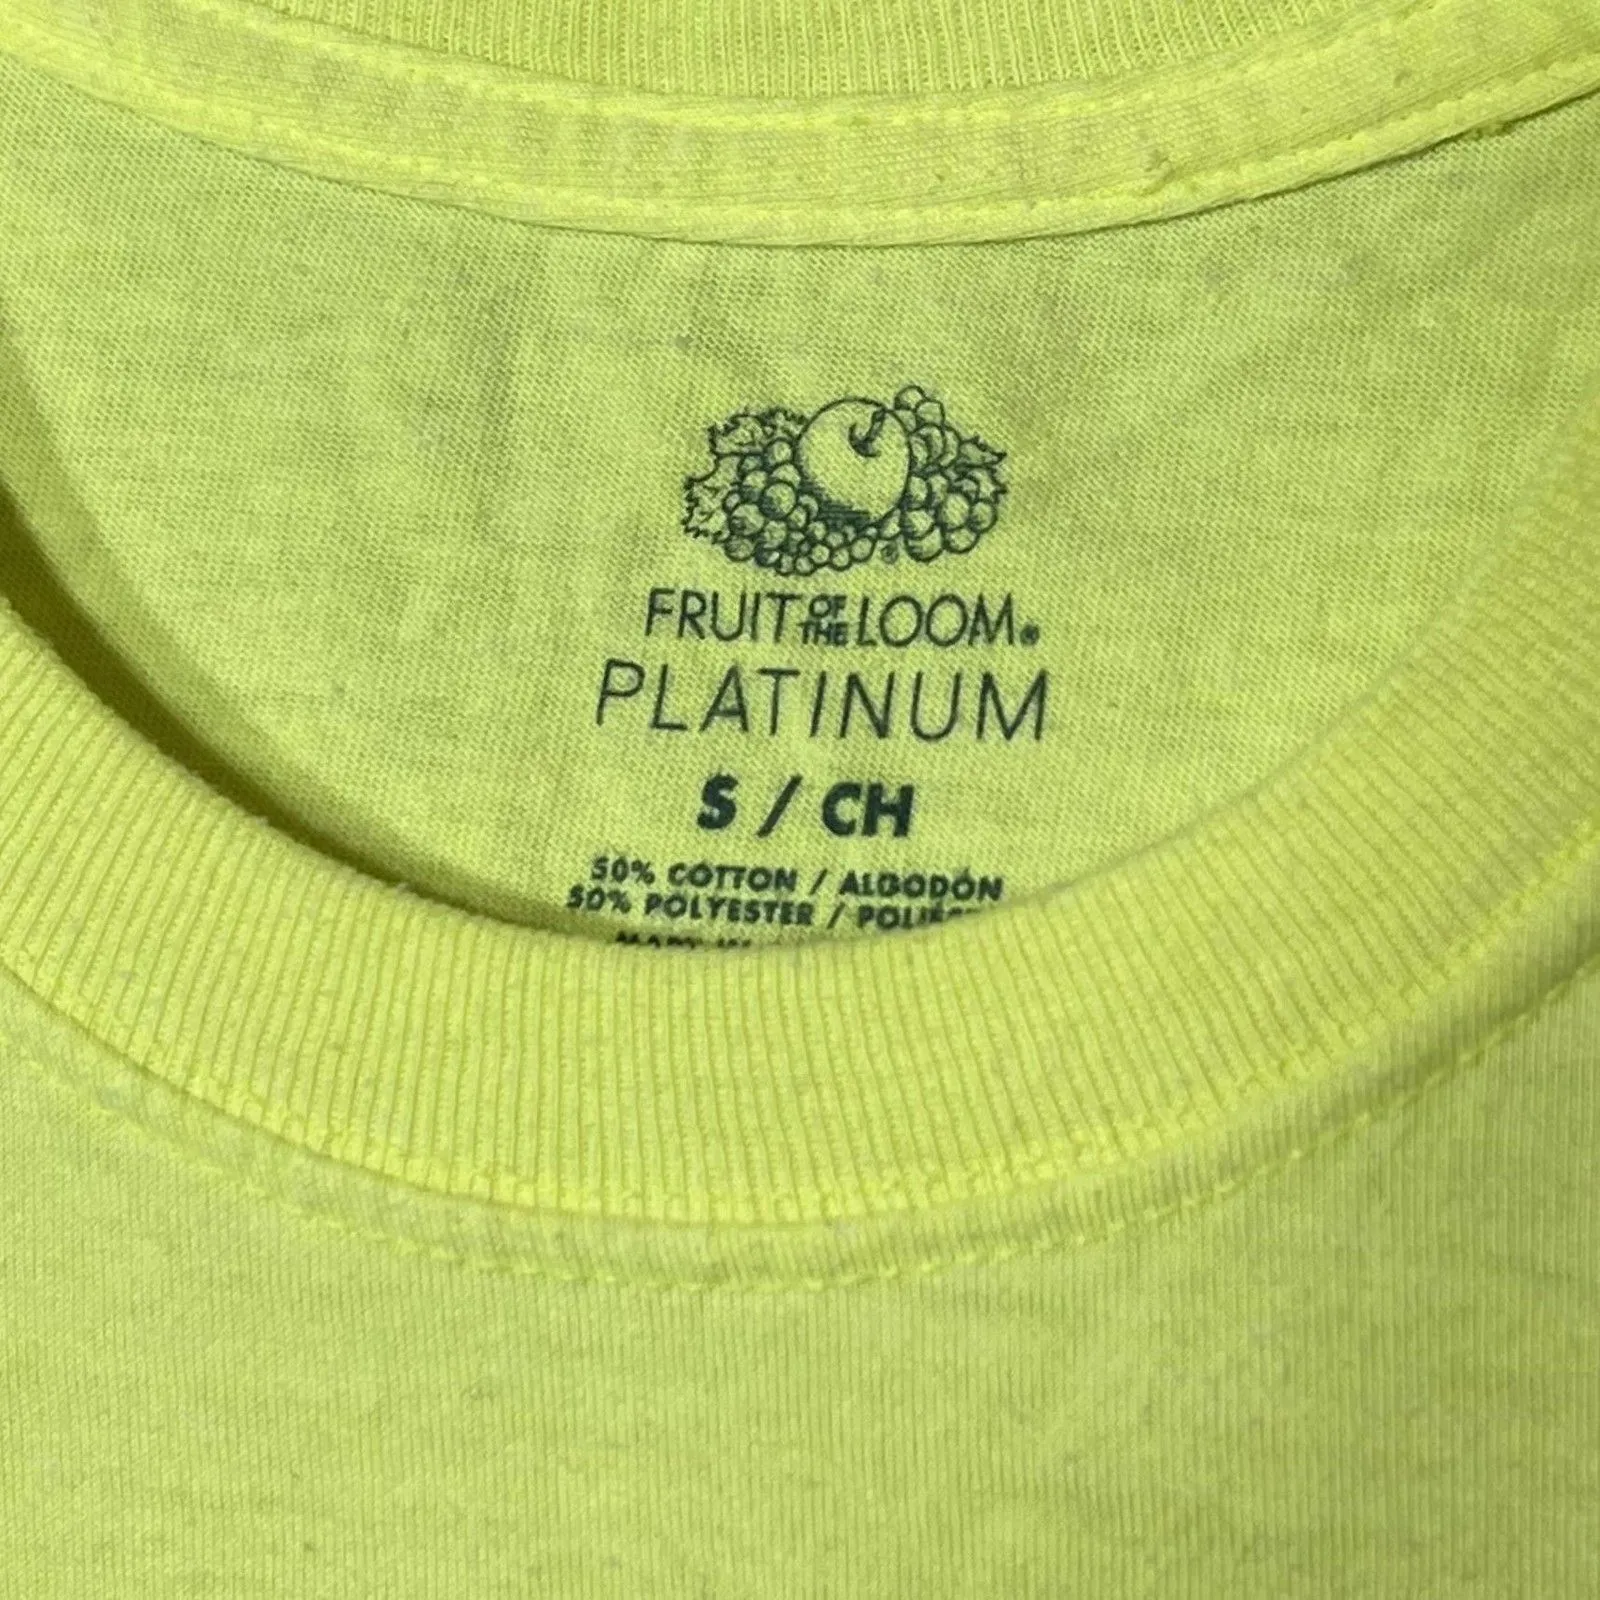 FRUIT OF THE LOOM®
PLATINUM
S / CH
50% COTTON / ALGODÓN
50% POLYESTER /